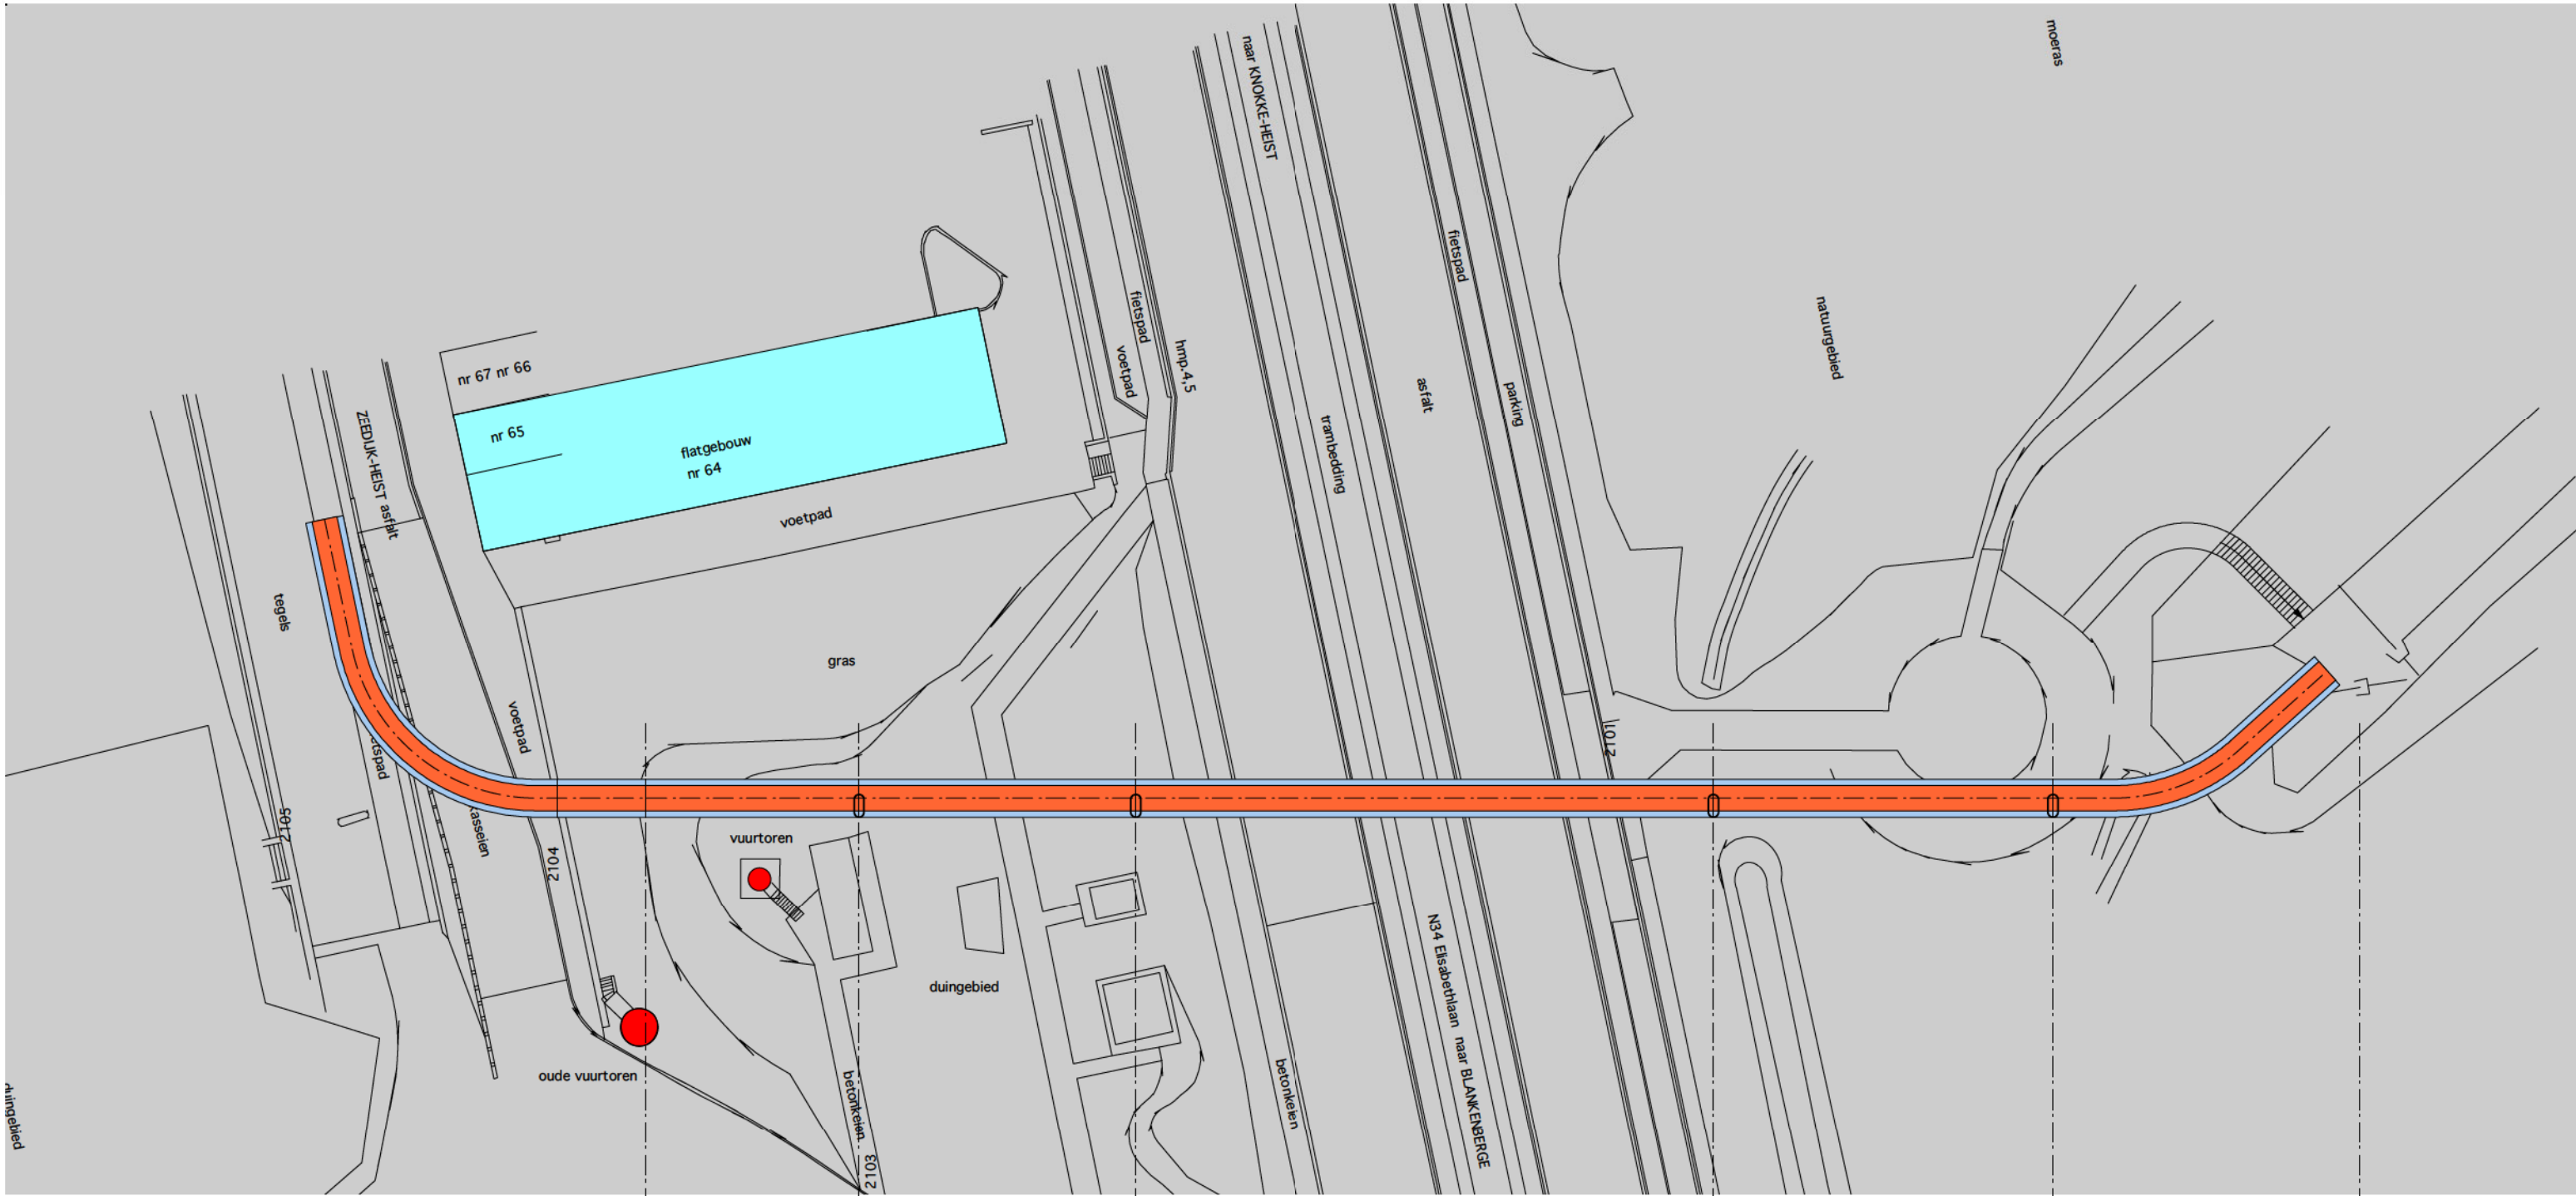 moeras
naar KNOKKE-HEIST
fietspad
fietspad
voetpad
hmp.4,5
natuurgebied
nr 67 nr 66
nr 65
flatgebouw
nr 64
ZEEDIJK-HEIST asfalt
asfalt
parking
trambedding
voetpad
tegels
gras
voetpad
2101
etspad
2105
kasseien
2104
vuurtoren
duingebied
N34 Elisabethlaan naar BLANKENBERGE
oude vuurtoren
betonkeien
betonkeien
duingebied
2103